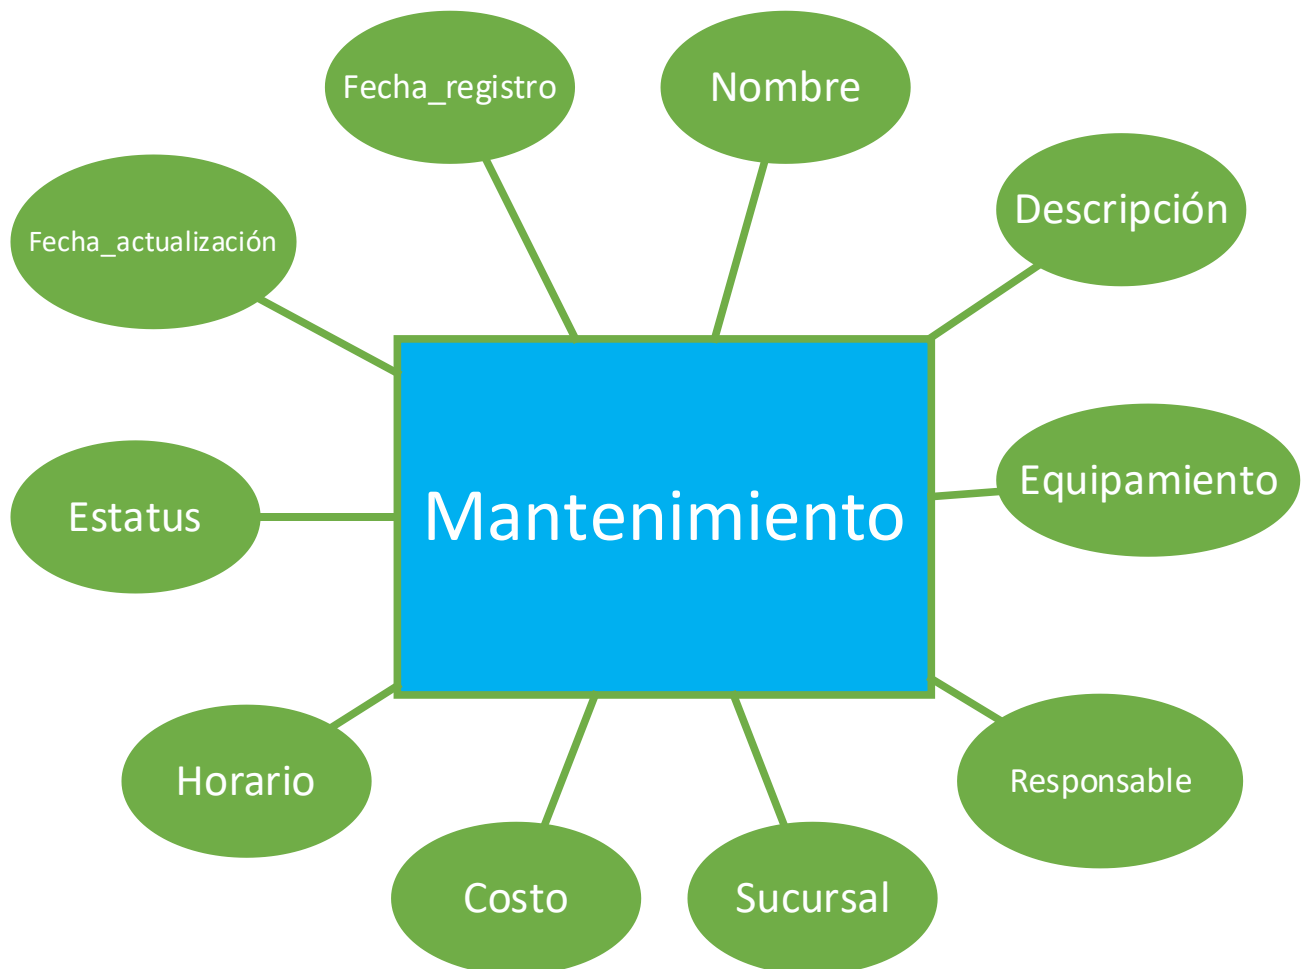 Fecha_registro
Nombre
Descripción
Fecha_actualización
Equipamiento
Mantenimiento
Estatus
Horario
Responsable
Costo
Sucursal